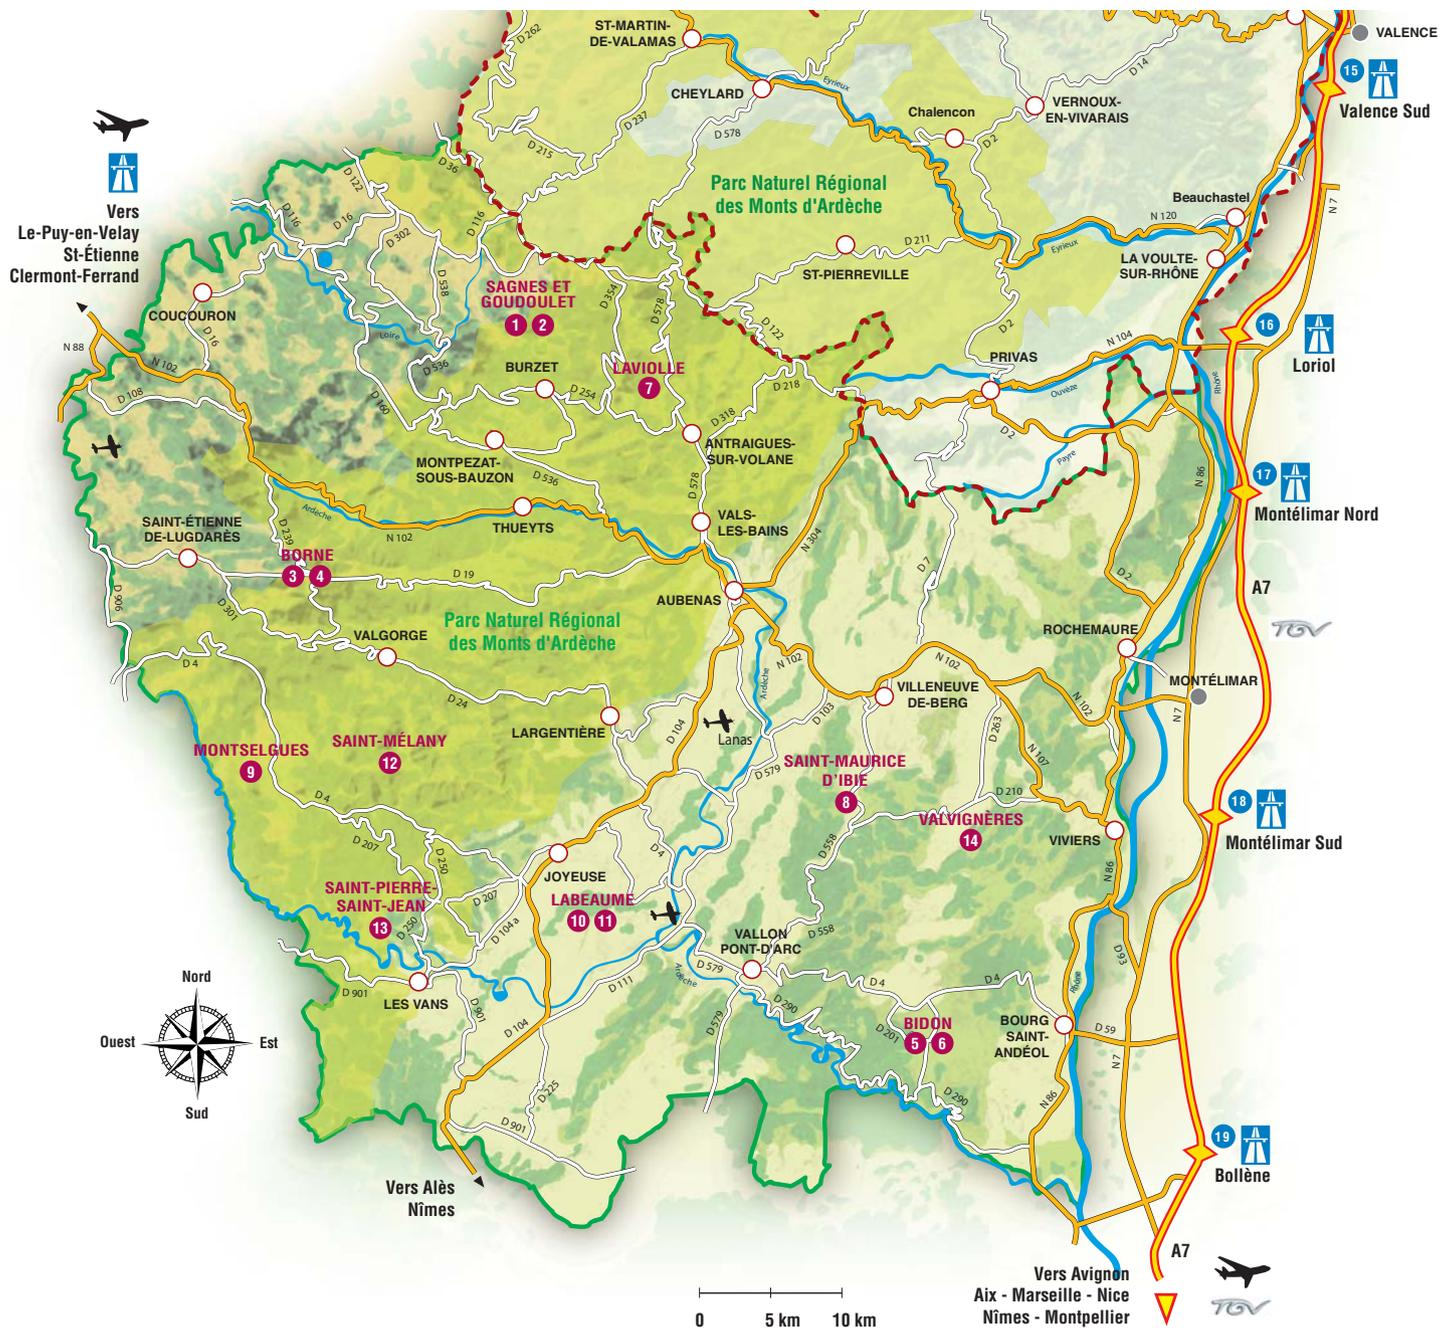 D 262
ST-MARTIN-
DE-VALAMAS
VALENCE
15
Valence Sud
D 14
Eyrieux
CHEYLARD
VERNOUX-
EN-VIVARAIS
Chalencon
D 237
D 578
D 2
D 215
D 36
D 122
Parc Naturel Régional
des Monts d'Ardèche
Beauchastel
N 7
N 120
Vers
Le-Puy-en-Velay
St-Étienne
Clermont-Ferrand
D 116
D 16
D 302
D 116
D 211
Eyrieux
ST-PIERREVILLE
LA VOULTE-
SUR-RHÔNE
D 538
SAGNES ET
GOUDOULET
1 2
D 354
D 578
COUCOURON
D 16
Loire
D 122
D 2
16
Loriol
N 88
N 102
D 536
BURZET
LAVIOLLE
7
PRIVAS
N 104
D 108
D 160
D 254
D 218
Ouvèze
Rhône
D 318
D 2
ANTRAIGUES-
SUR-VOLANE
MONTPEZAT-
SOUS-BAUZON
D 536
Payre
N 86
17
Montélimar Nord
D 578
Ardèche
SAINT-ÉTIENNE
DE-LUGDARÈS
D 239
N 102
THUEYTS
VALS-
LES-BAINS
N 304
BORNE
3 4
D 19
D 7
D 2
A7
D 906
D 301
AUBENAS
TGV
Parc Naturel Régional
des Monts d'Ardèche
VALGORGE
ROCHEMAURE
D 4
N 102
N 102
Ardèche
MONTÉLIMAR
D 24
VILLENEUVE
DE-BERG
N 102
N 7
LARGENTIÈRE
D 104
Lanas
D 103
D 263
MONTSELGUES
9
SAINT-MÉLANY
12
SAINT-MAURICE
D'IBIE
8
D 579
N 107
D 4
D 210
VALVIGNÈRES
14
18
Montélimar Sud
VIVIERS
D 207
D 250
D 4
D 558
JOYEUSE
N 86
SAINT-PIERRE-
SAINT-JEAN
13
D 207
LABEAUME
10 11
D 250
D 104a
VALLON
PONT-D'ARC
D 558
D 93
D 579
Nord
Ouest
Est
Sud
D 901
LES VANS
D 901
D 111
Ardèche
D 290
D 4
D 4
Rhône
D 104
D 579
D 201
BIDON
5 6
BOURG
SAINT-
ANDÉOL
D 59
N 7
D 225
D 290
N 86
D 901
19
Bollène
Vers Alès
Nîmes
A7
Vers Avignon
Aix - Marseille - Nice
Nîmes - Montpellier
TGV
0 5 km 10 km